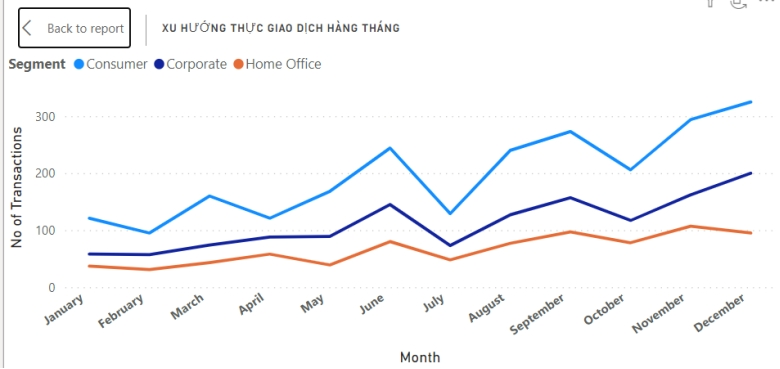 Back to report
XU HƯỚNG THỰC GIAO DỊCH HÀNG THÁNG
Segment Consumer Corporate Home Office
No of Transactions
300
200
100
0
January February March April May June July August September October November December
Month